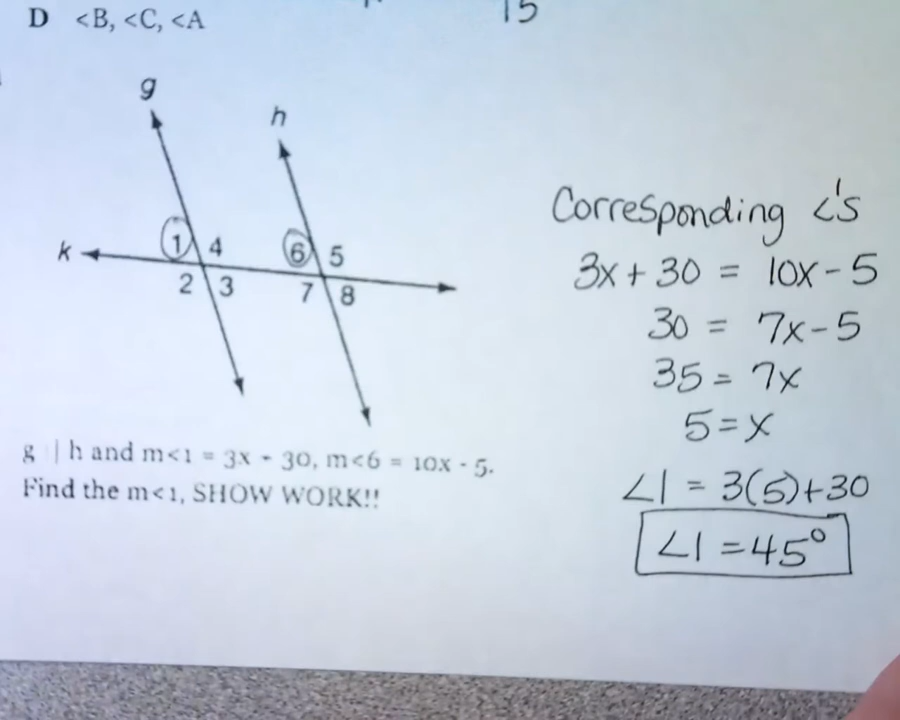 D <B, <C, <A
15
g
h
k
1 4
6 5
2 3
7 8
g || h and m<1 = 3x - 30, m<6 = 10x - 5.
Find the m<1, SHOW WORK!!
Corresponding <'s
3x + 30 = 10x - 5
30 = 7x - 5
35 = 7x
5 = x
∠1 = 3(5)+30
∠1 = 45°